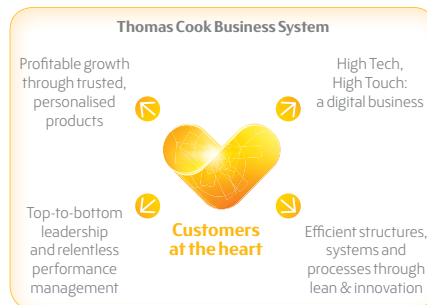 Thomas Cook Business System
Profitable growth
through trusted,
personalised
products
High Tech,
High Touch:
a digital business
Top-to-bottom
leadership
and relentless
performance
management
Customers
at the heart
Efficient structures,
systems and
processes through
lean & innovation